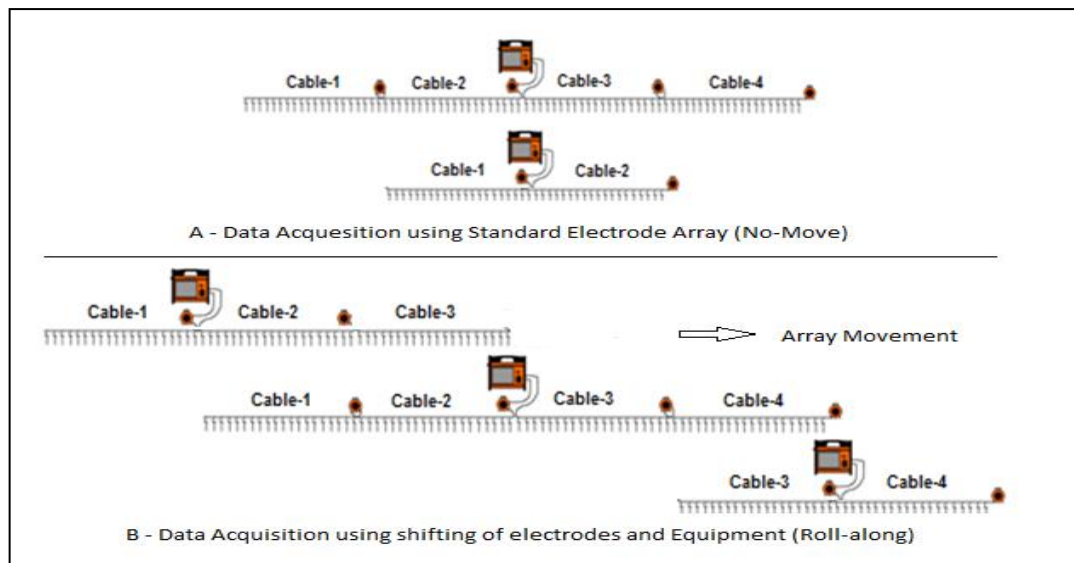 Cable-1 Cable-2 Cable-3 Cable-4
Cable-1 Cable-2
A - Data Acquesition using Standard Electrode Array (No-Move)
Cable-1 Cable-2 Cable-3
Array Movement
Cable-1 Cable-2 Cable-3 Cable-4
Cable-3 Cable-4
B - Data Acquisition using shifting of electrodes and Equipment (Roll-along)